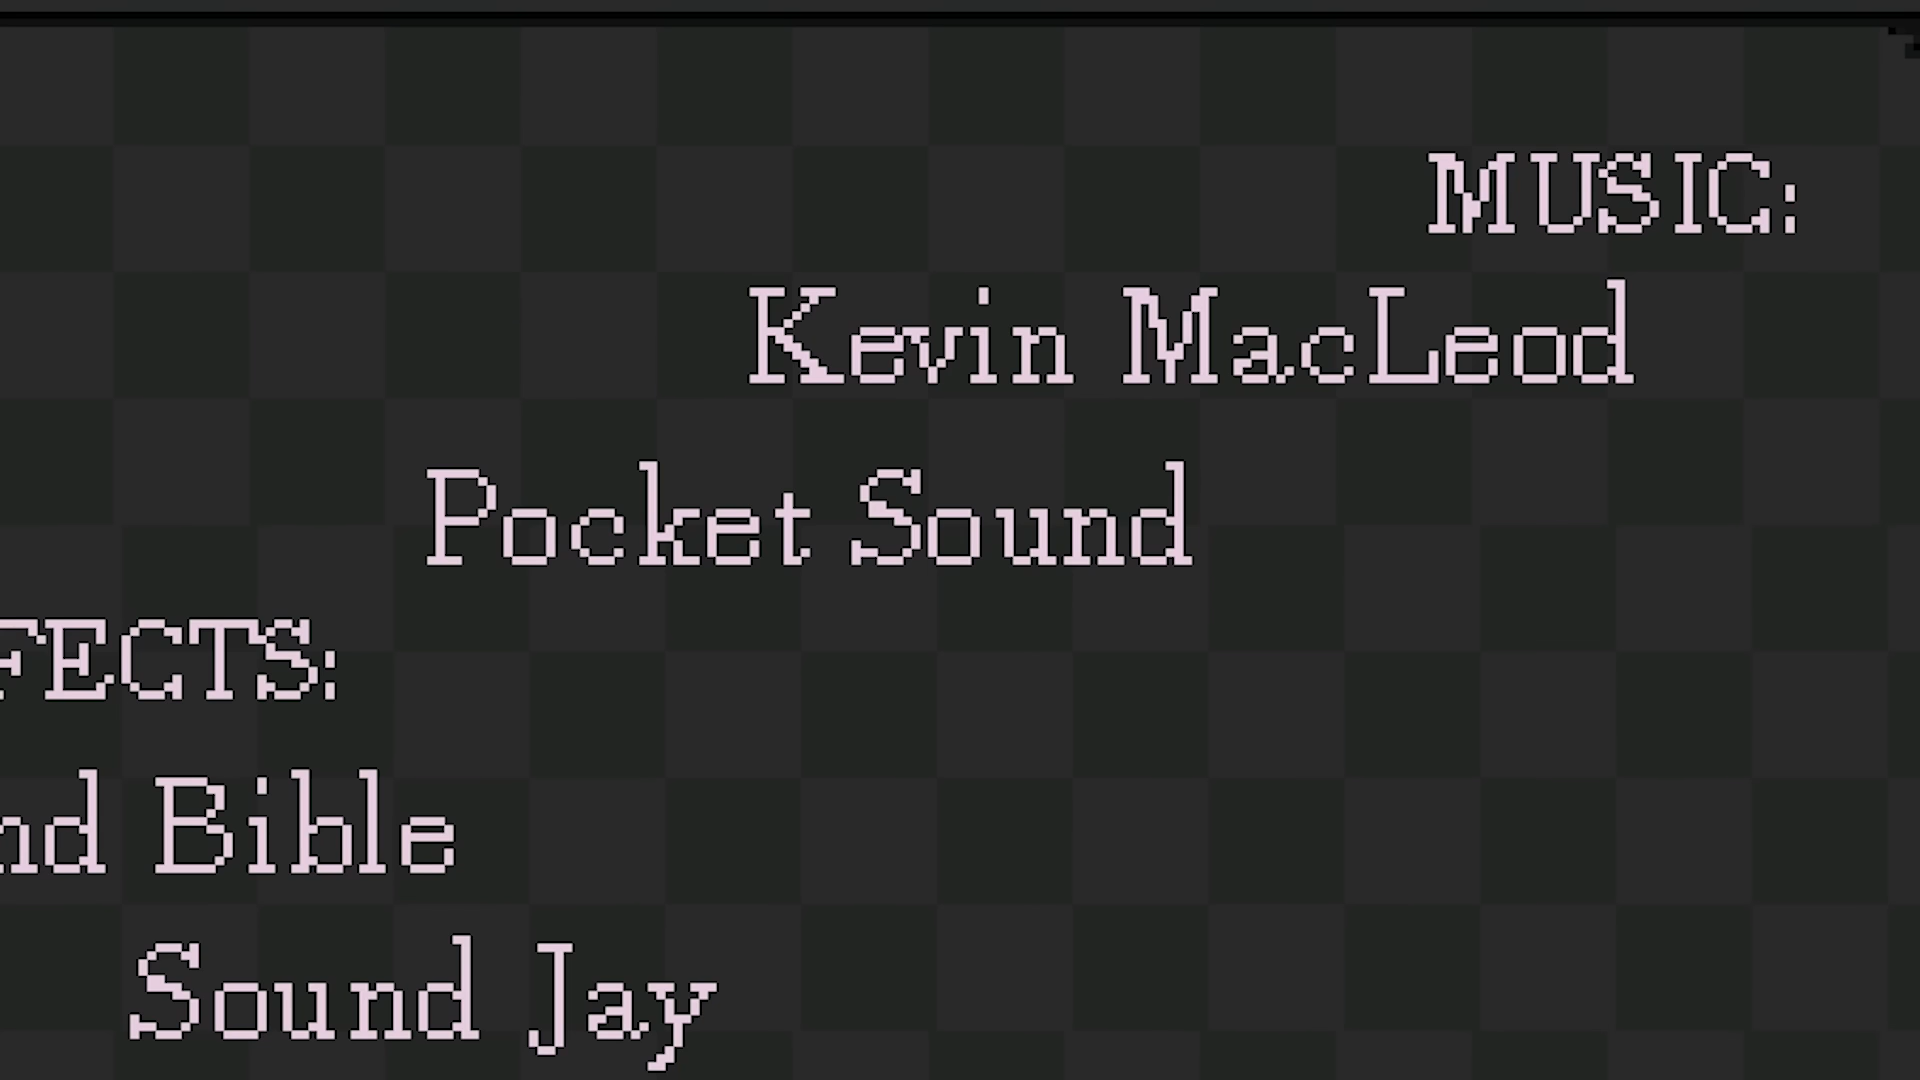 MUSIC:
Kevin MacLeod
Pocket Sound
FECTS:
nd Bible
Sound Jay